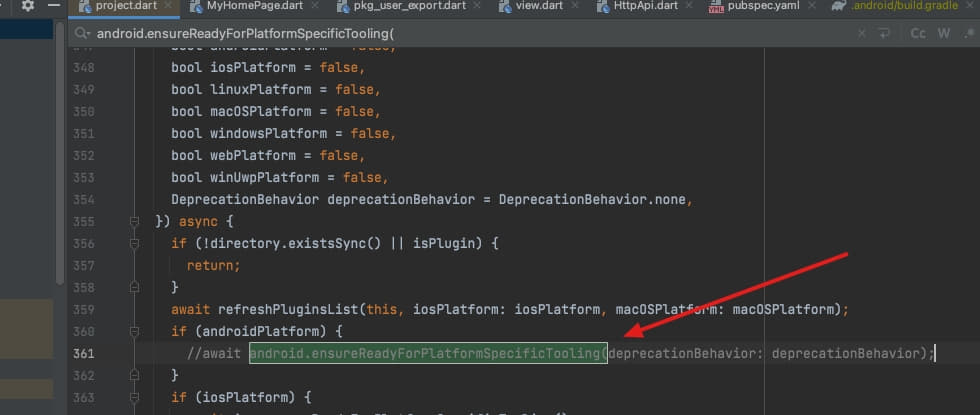 project.dart MyHomePage.dart pkg_user_export.dart view.dart HttpApi.dart pubspec.yaml .android/build.gradle
android.ensureReadyForPlatformSpecificTooling( Cc W .*
348 bool iosPlatform = false,
349 bool linuxPlatform = false,
350 bool macOSPlatform = false,
351 bool windowsPlatform = false,
352 bool webPlatform = false,
353 bool winUwpPlatform = false,
354 DeprecationBehavior deprecationBehavior = DeprecationBehavior.none,
355 }) async {
356 if (!directory.existsSync() || isPlugin) {
357 return;
358 }
359 await refreshPluginsList(this, iosPlatform: iosPlatform, macOSPlatform: macOSPlatform);
360 if (androidPlatform) {
361 //await android.ensureReadyForPlatformSpecificTooling(deprecationBehavior: deprecationBehavior);
362 }
363 if (iosPlatform) {